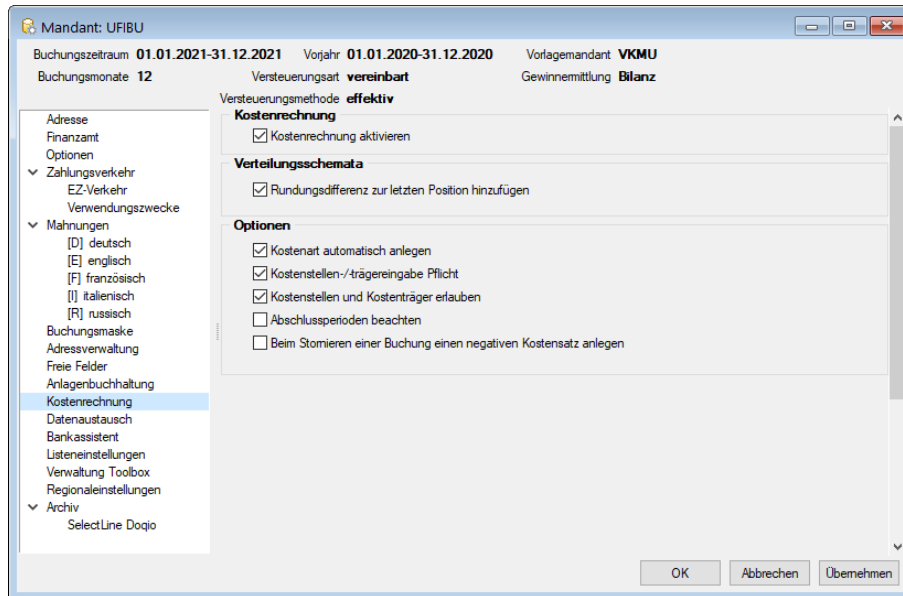 Mandant: UFIBU
Buchungszeitraum 01.01.2021-31.12.2021 Vorjahr 01.01.2020-31.12.2020 Vorlagemandant VKMU
Buchungsmonate 12 Versteuerungsart vereinbart Gewinnermittlung Bilanz
Versteuerungsmethode effektiv
Adresse
Finanzamt
Optionen
Zahlungsverkehr
EZ-Verkehr
Verwendungszwecke
Mahnungen
[D] deutsch
[E] englisch
[F] französisch
[I] italienisch
[R] russisch
Buchungsmaske
Adressverwaltung
Freie Felder
Anlagenbuchhaltung
Kostenrechnung
Datenaustausch
Bankassistent
Listeneinstellungen
Verwaltung Toolbox
Regionaleinstellungen
Archiv
SelectLine Doqio
Kostenrechnung
Kostenrechnung aktivieren
Verteilungsschemata
Rundungsdifferenz zur letzten Position hinzufügen
Optionen
Kostenart automatisch anlegen
Kostenstellen-/-trägereingabe Pflicht
Kostenstellen und Kostenträger erlauben
Abschlussperioden beachten
Beim Stornieren einer Buchung einen negativen Kostensatz anlegen
OK Abbrechen Übernehmen